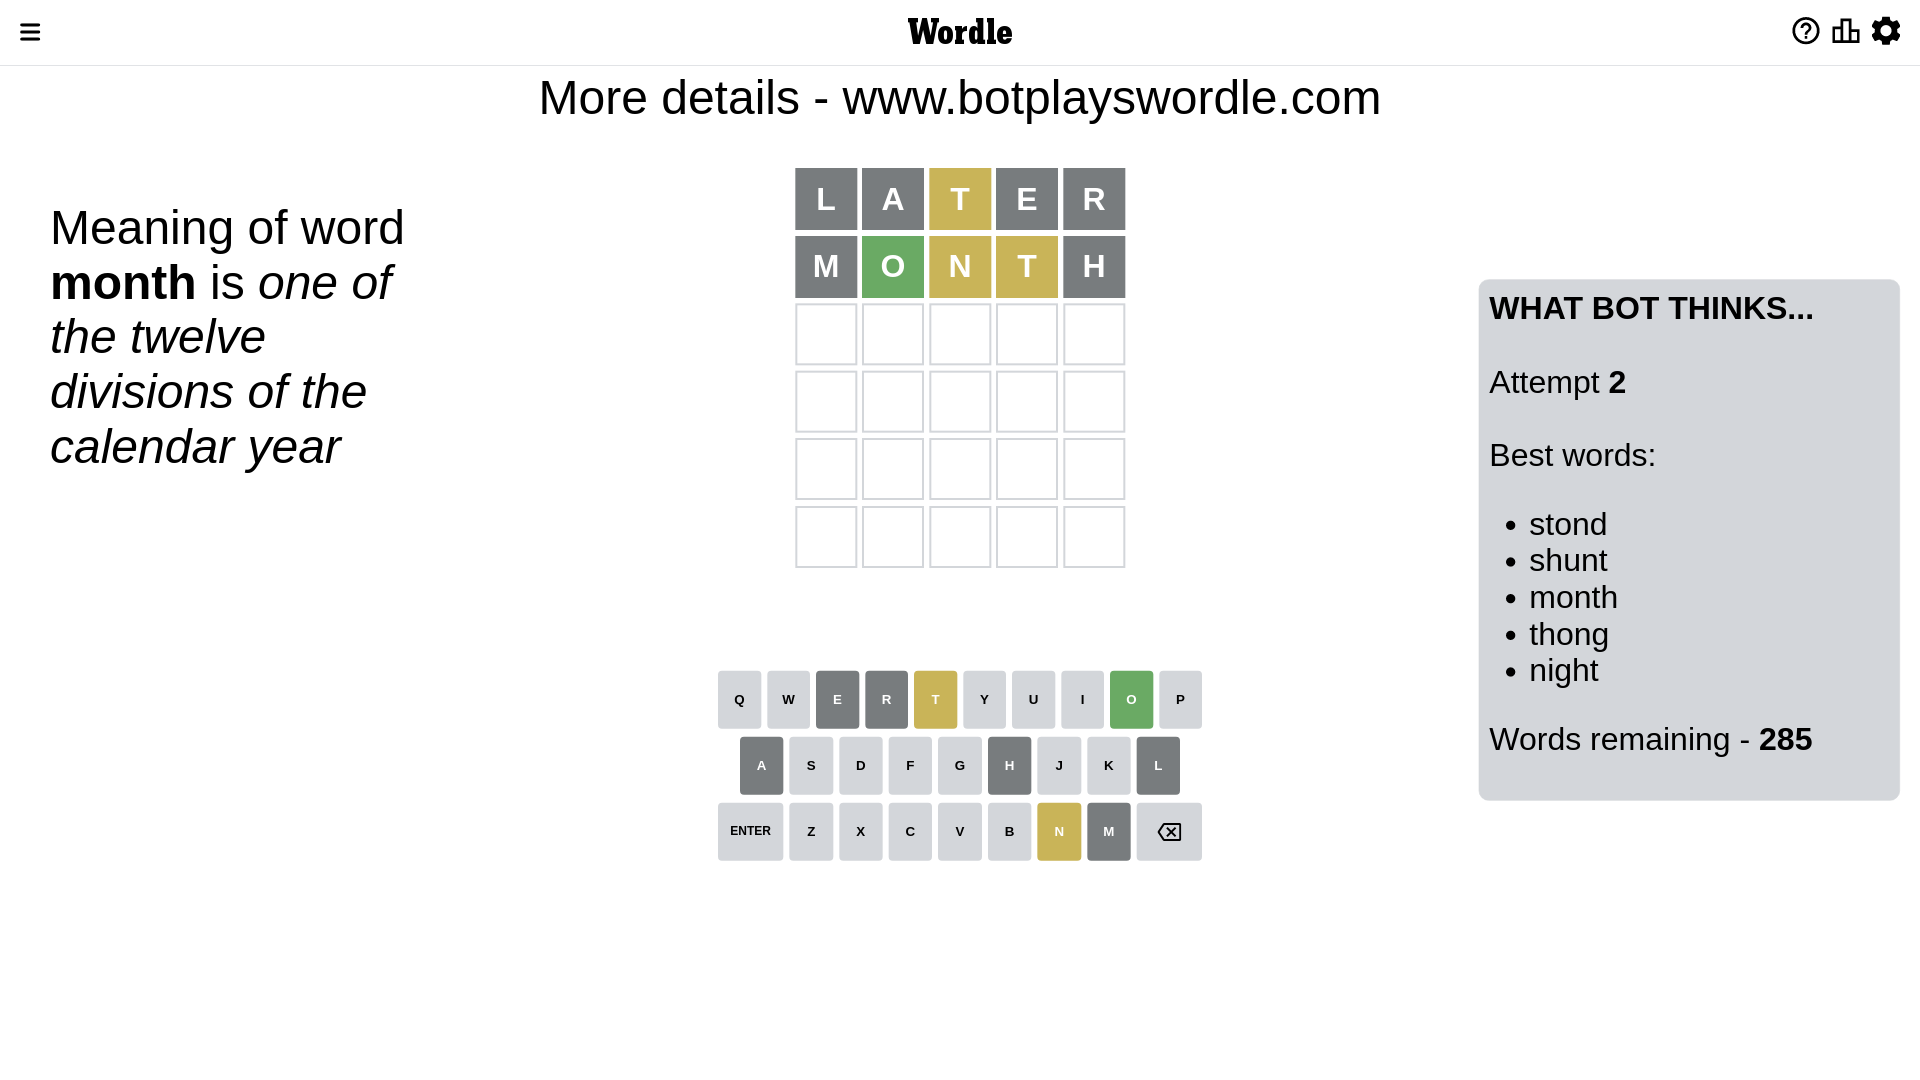 Wordle
More details - www.botplayswordle.com
Meaning of word
month is one of
the twelve
divisions of the
calendar year
L A T E R
M O N T H
WHAT BOT THINKS...
Attempt 2
Best words:
• stond
• shunt
• month
• thong
• night
Words remaining - 285
Q W E R T Y U I O P
A S D F G H J K L
ENTER Z X C V B N M